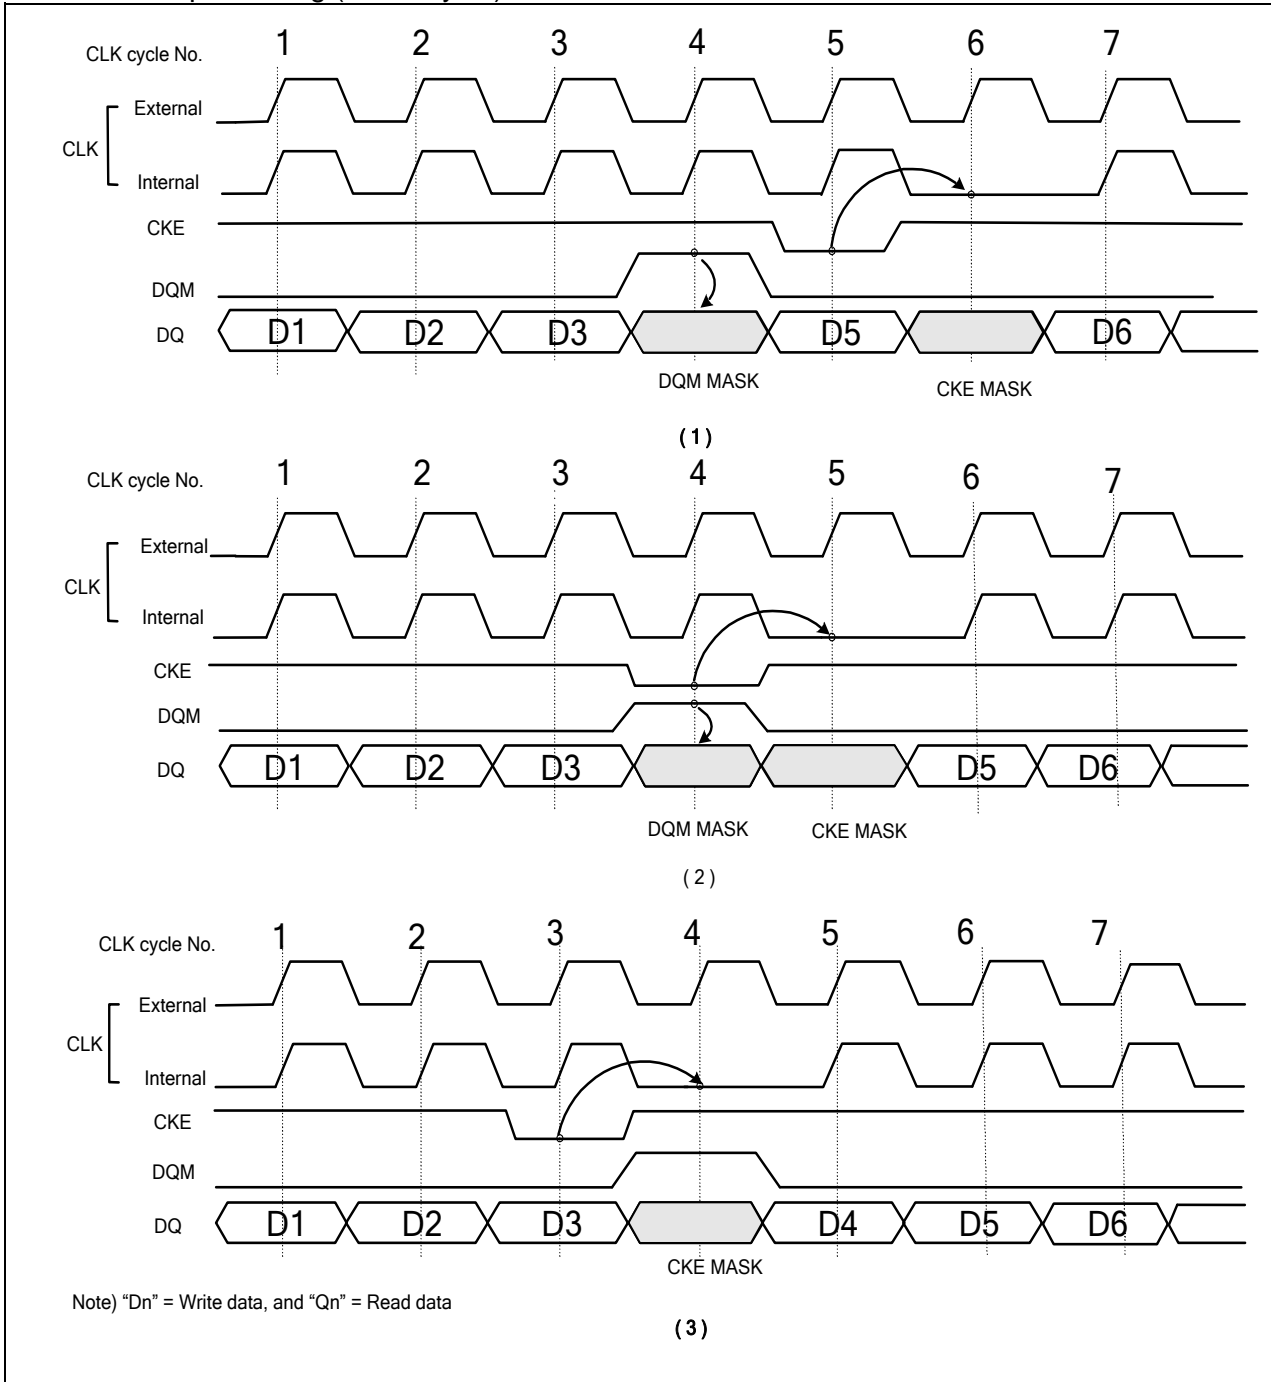 CLK cycle No. 1 2 3 4 5 6 7
External
CLK
Internal
CKE
DQM
DQ D1 D2 D3 D5 D6
DQM MASK CKE MASK
(1)
CLK cycle No. 1 2 3 4 5 6 7
External
CLK
Internal
CKE
DQM
DQ D1 D2 D3 D5 D6
DQM MASK CKE MASK
(2)
CLK cycle No. 1 2 3 4 5 6 7
External
CLK
Internal
CKE
DQM
DQ D1 D2 D3 D4 D5 D6
CKE MASK
Note) “Dn” = Write data, and “Qn” = Read data
(3)